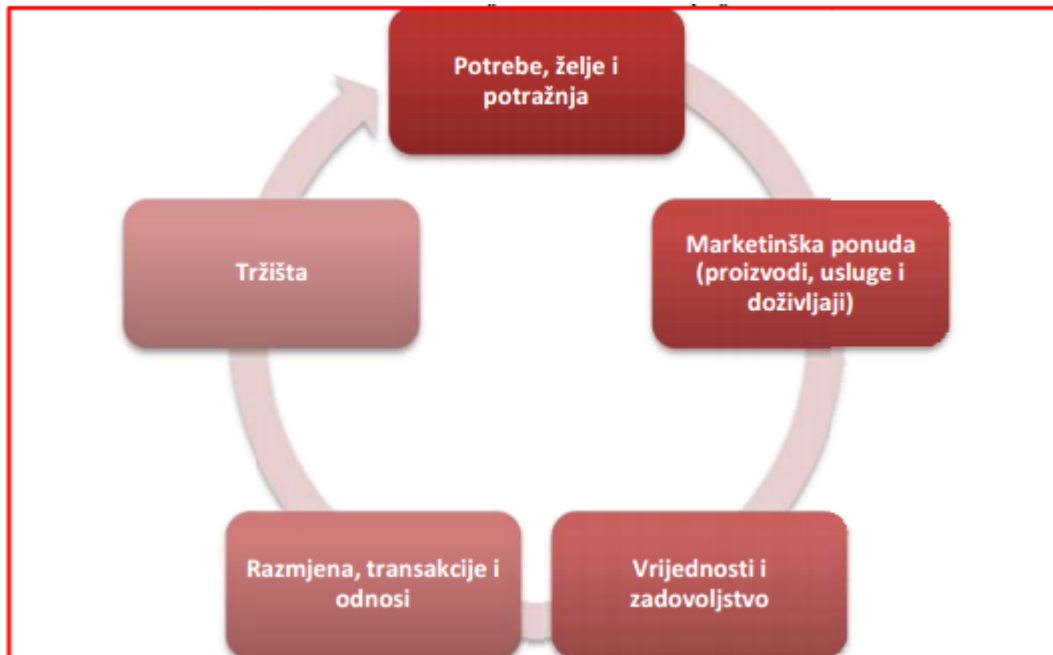 Potrebe, želje i
potražnja
Marketinška ponuda
(proizvodi, usluge i
doživljaji)
Vrijednosti i
zadovoljstvo
Razmjena, transakcije i
odnosi
Tržišta